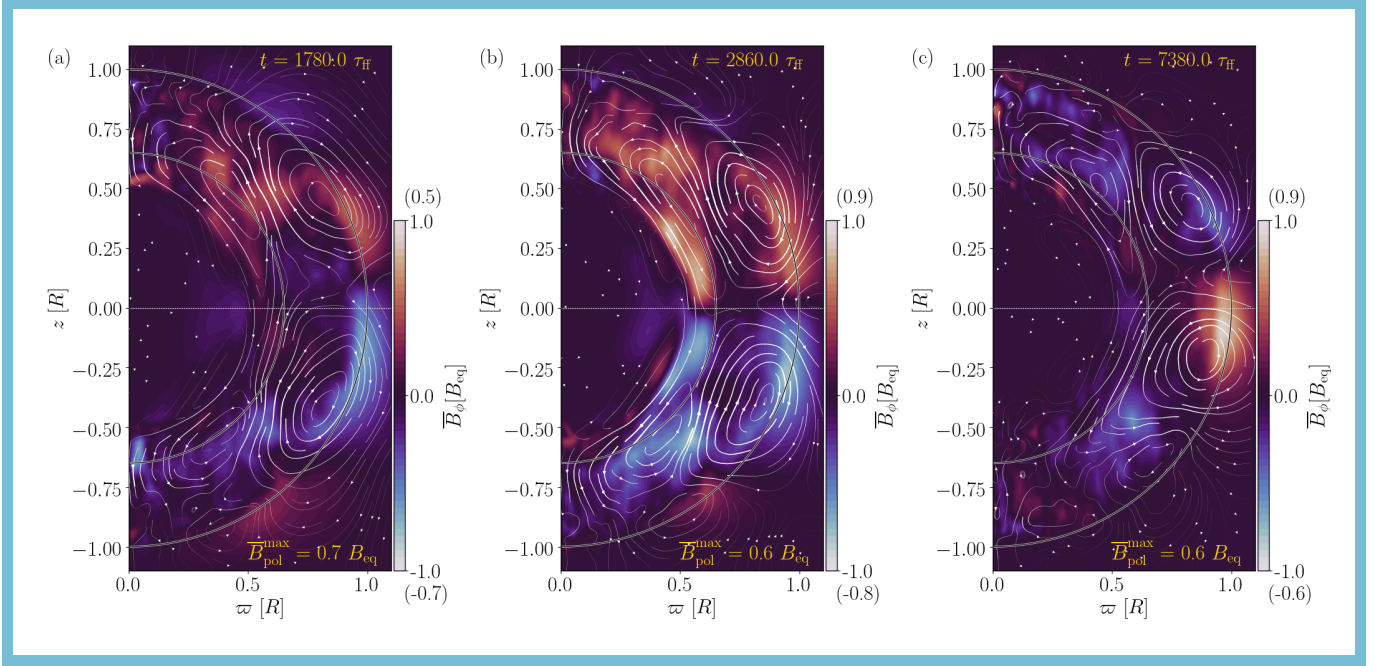 (a)
t = 1780.0 τff
1.00
0.75
0.50
0.25
0.00
−0.25
−0.50
−0.75
−1.00
z [R]
0.0
0.5
1.0
ϖ [R]
B̅pol^max = 0.7 Beq
(0.5)
1.0
0.0
-1.0
(-0.7)
B̅ϕ[Beq]
(b)
t = 2860.0 τff
1.00
0.75
0.50
0.25
0.00
−0.25
−0.50
−0.75
−1.00
z [R]
0.0
0.5
1.0
ϖ [R]
B̅pol^max = 0.6 Beq
(0.9)
1.0
0.0
-1.0
(-0.8)
B̅ϕ[Beq]
(c)
t = 7380.0 τff
1.00
0.75
0.50
0.25
0.00
−0.25
−0.50
−0.75
−1.00
z [R]
0.0
0.5
1.0
ϖ [R]
B̅pol^max = 0.6 Beq
(0.9)
1.0
0.0
-1.0
(-0.6)
B̅ϕ[Beq]